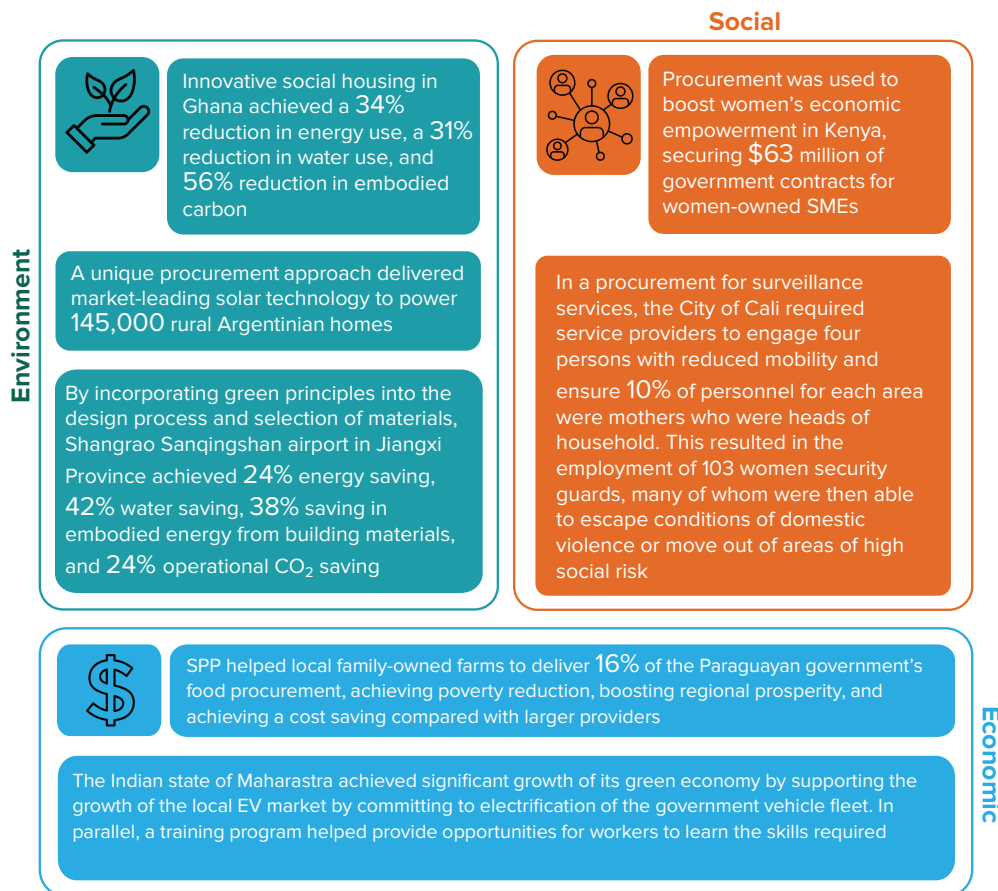 Environment
Innovative social housing in
Ghana achieved a 34%
reduction in energy use, a 31%
reduction in water use, and
56% reduction in embodied
carbon
A unique procurement approach delivered
market-leading solar technology to power
145,000 rural Argentinian homes
By incorporating green principles into the
design process and selection of materials,
Shangrao Sanqingshan airport in Jiangxi
Province achieved 24% energy saving,
42% water saving, 38% saving in
embodied energy from building materials,
and 24% operational CO₂ saving
Social
Procurement was used to
boost women’s economic
empowerment in Kenya,
securing $63 million of
government contracts for
women-owned SMEs
In a procurement for surveillance
services, the City of Cali required
service providers to engage four
persons with reduced mobility and
ensure 10% of personnel for each area
were mothers who were heads of
household. This resulted in the
employment of 103 women security
guards, many of whom were then able
to escape conditions of domestic
violence or move out of areas of high
social risk
Economic
$
SPP helped local family-owned farms to deliver 16% of the Paraguayan government’s
food procurement, achieving poverty reduction, boosting regional prosperity, and
achieving a cost saving compared with larger providers
The Indian state of Maharastra achieved significant growth of its green economy by supporting the
growth of the local EV market by committing to electrification of the government vehicle fleet. In
parallel, a training program helped provide opportunities for workers to learn the skills required